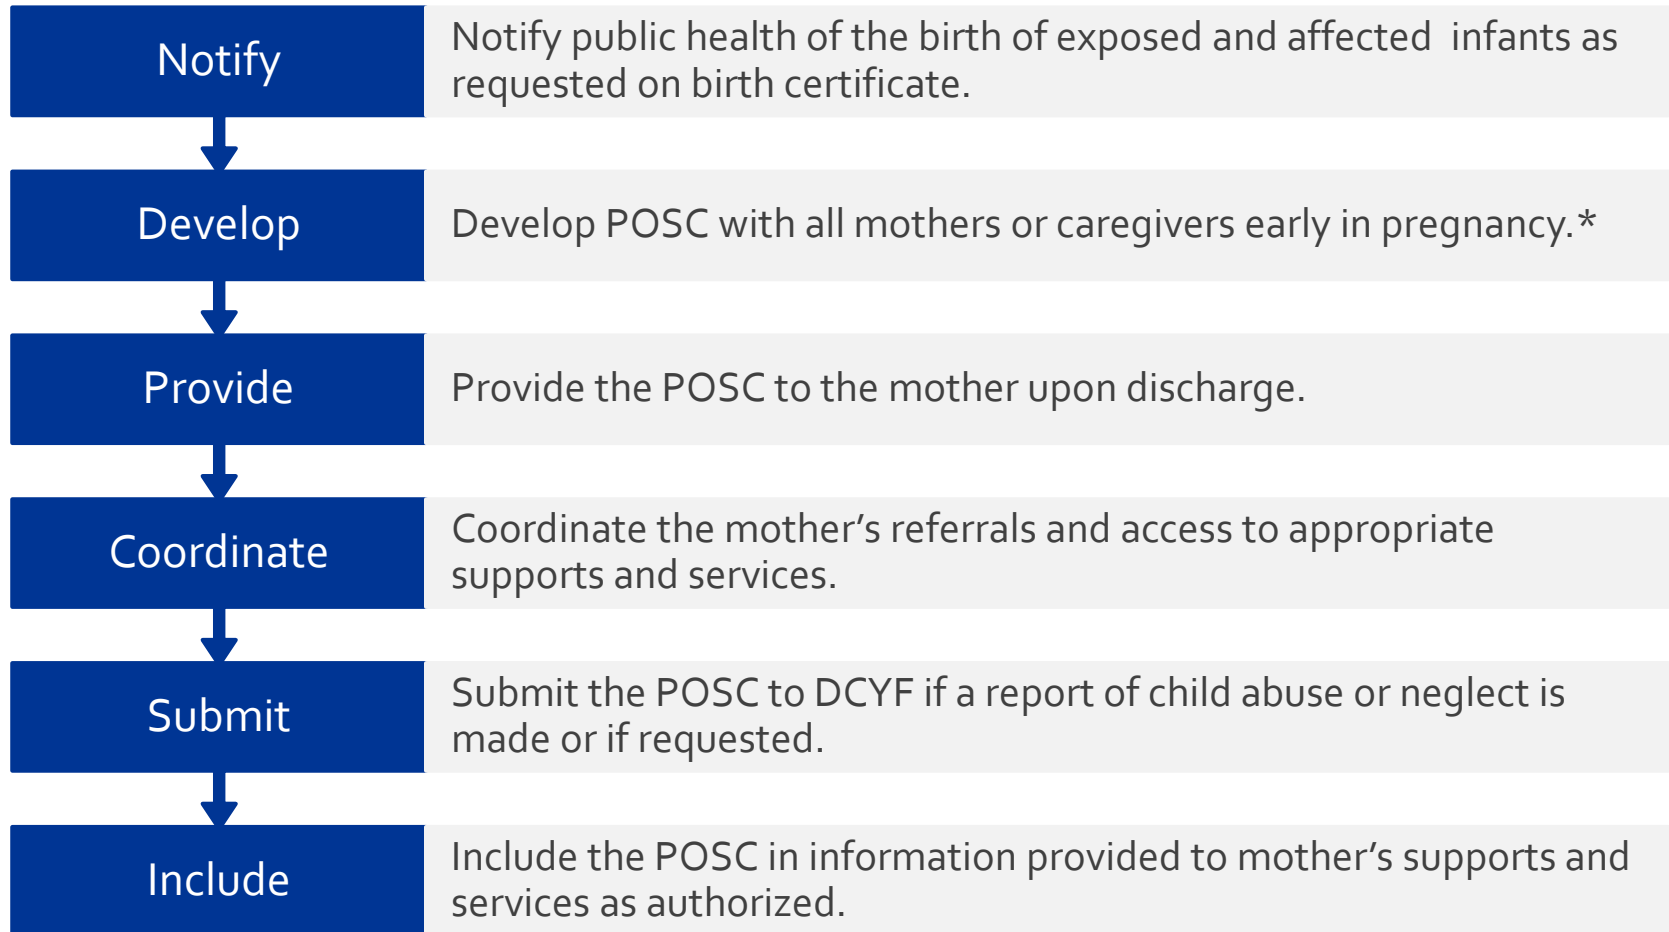 Notify
Notify public health of the birth of exposed and affected  infants as
requested on birth certificate.
Develop
Develop POSC with all mothers or caregivers early in pregnancy.*
Provide
Provide the POSC to the mother upon discharge.
Coordinate
Coordinate the mother’s referrals and access to appropriate
supports and services.
Submit
Submit the POSC to DCYF if a report of child abuse or neglect is
made or if requested.
Include
Include the POSC in information provided to mother’s supports and
services as authorized.